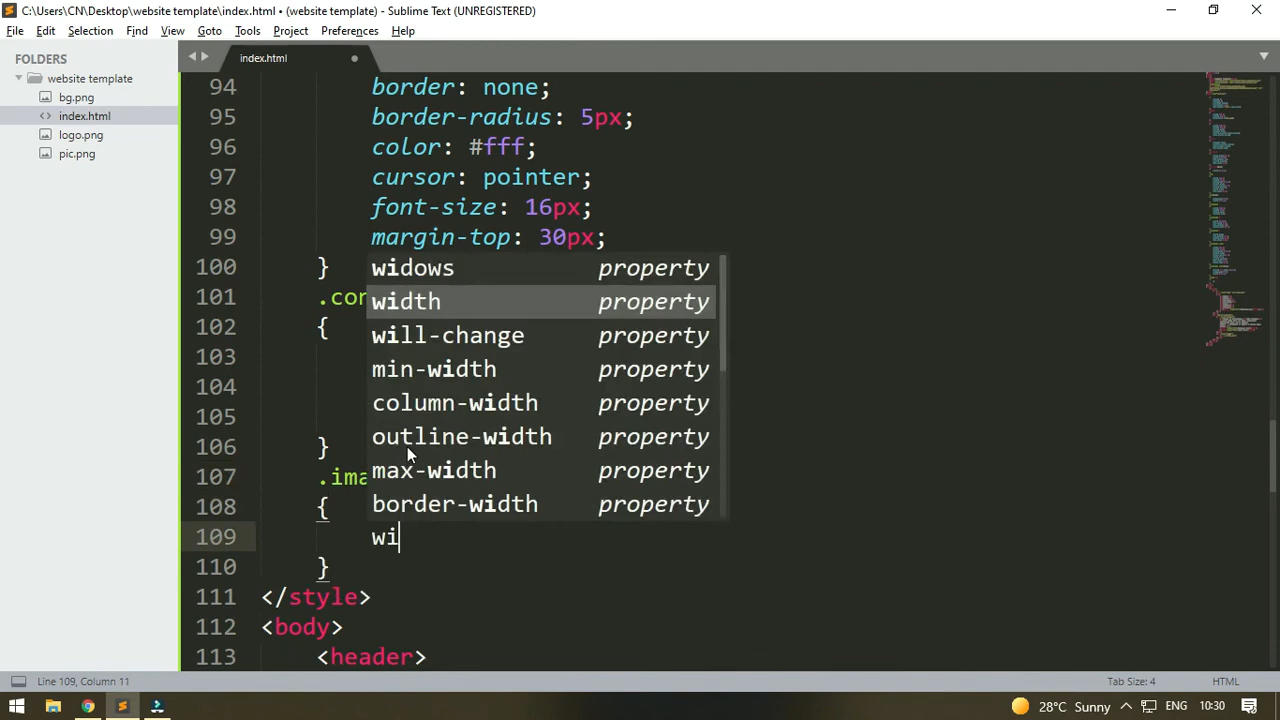 C:\Users\CN\Desktop\website template\index.html • (website template) - Sublime Text (UNREGISTERED)
File Edit Selection Find View Goto Tools Project Preferences Help
FOLDERS
website template
bg.png
index.html
logo.png
pic.png
index.html
94 border: none;
95 border-radius: 5px;
96 color: #fff;
97 cursor: pointer;
98 font-size: 16px;
99 margin-top: 30px;
100 }
101 .con
102 {
103
104
105
106 }
107 .ima
108 {
109 wi
110 }
111 </style>
112 <body>
113 <header>
widows property
width property
will-change property
min-width property
column-width property
outline-width property
max-width property
border-width property
Line 109, Column 11
Tab Size: 4
HTML
28°C Sunny
ENG
10:30